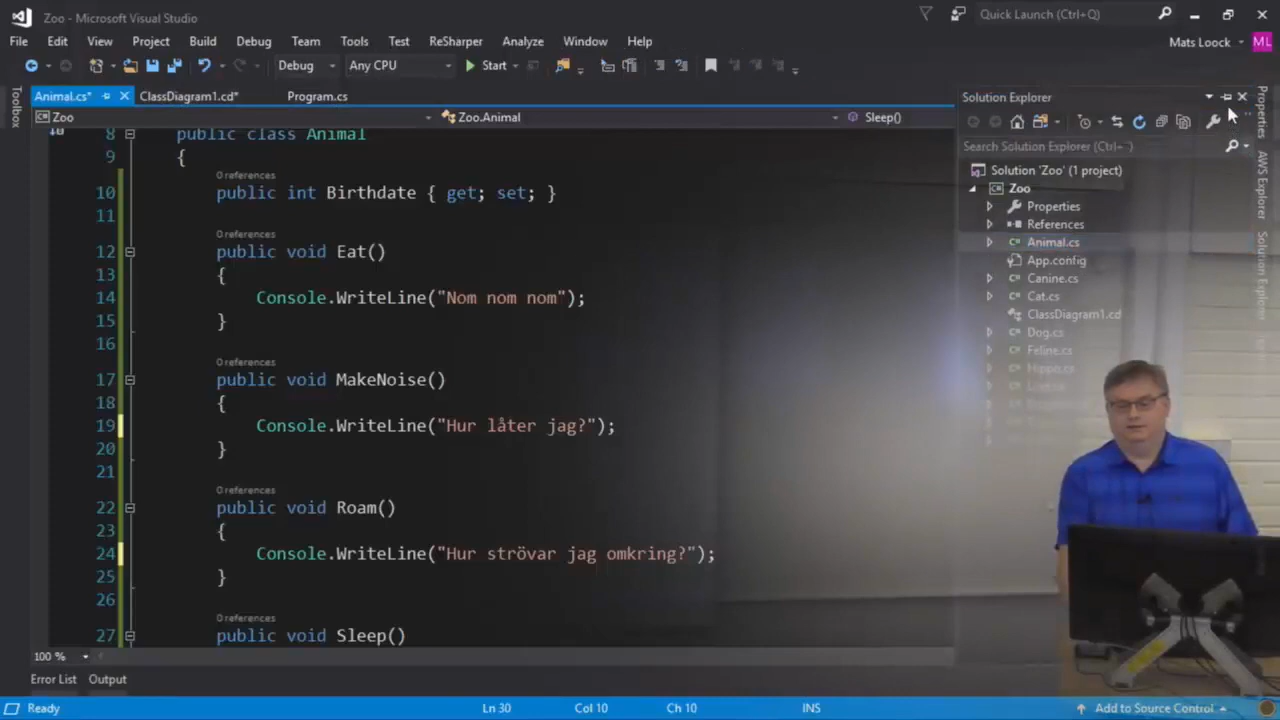 Zoo - Microsoft Visual Studio
Quick Launch (Ctrl+Q)
File Edit View Project Build Debug Team Tools Test ReSharper Analyze Window Help
Mats Loock ML
Debug Any CPU Start
Toolbox
Animal.cs* ClassDiagram1.cd* Program.cs
Zoo Zoo.Animal Sleep()
8 public class Animal
9 {
0 references
10 public int Birthdate { get; set; }
11
0 references
12 public void Eat()
13 {
14 Console.WriteLine("Nom nom nom");
15 }
16
0 references
17 public void MakeNoise()
18 {
19 Console.WriteLine("Hur låter jag?");
20 }
21
0 references
22 public void Roam()
23 {
24 Console.WriteLine("Hur strövar jag omkring?");
25 }
26
0 references
27 public void Sleep()
100 %
Solution Explorer
Search Solution Explorer (Ctrl+¨)
Solution 'Zoo' (1 project)
Zoo
Properties
References
Animal.cs
App.config
Canine.cs
Cat.cs
ClassDiagram1.cd
Dog.cs
Feline.cs
Hippo.cs
Properties
AWS Explorer
Solution Explorer
Error List Output
Ready Ln 30 Col 10 Ch 10 INS Add to Source Control